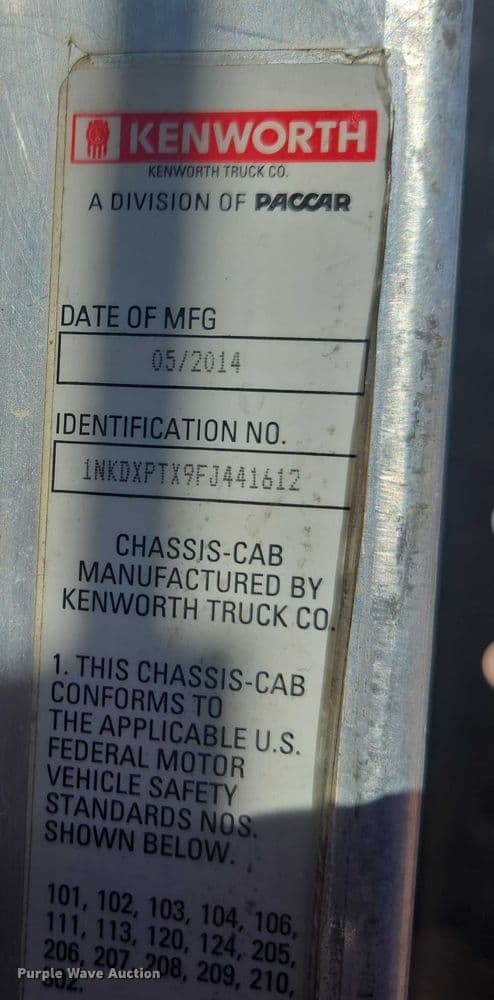 KENWORTH
KENWORTH TRUCK CO.
A DIVISION OF PACCAR
DATE OF MFG
05/2014
IDENTIFICATION NO.
1NKDXPTX9FJ441612
CHASSIS-CAB
MANUFACTURED BY
KENWORTH TRUCK CO.
1. THIS CHASSIS-CAB
CONFORMS TO
THE APPLICABLE U.S.
FEDERAL MOTOR
VEHICLE SAFETY
STANDARDS NOS.
SHOWN BELOW.
101, 102, 103, 104, 106,
111, 113, 120, 124, 205,
206, 207, 208, 209, 210,
302.
Purple Wave Auction